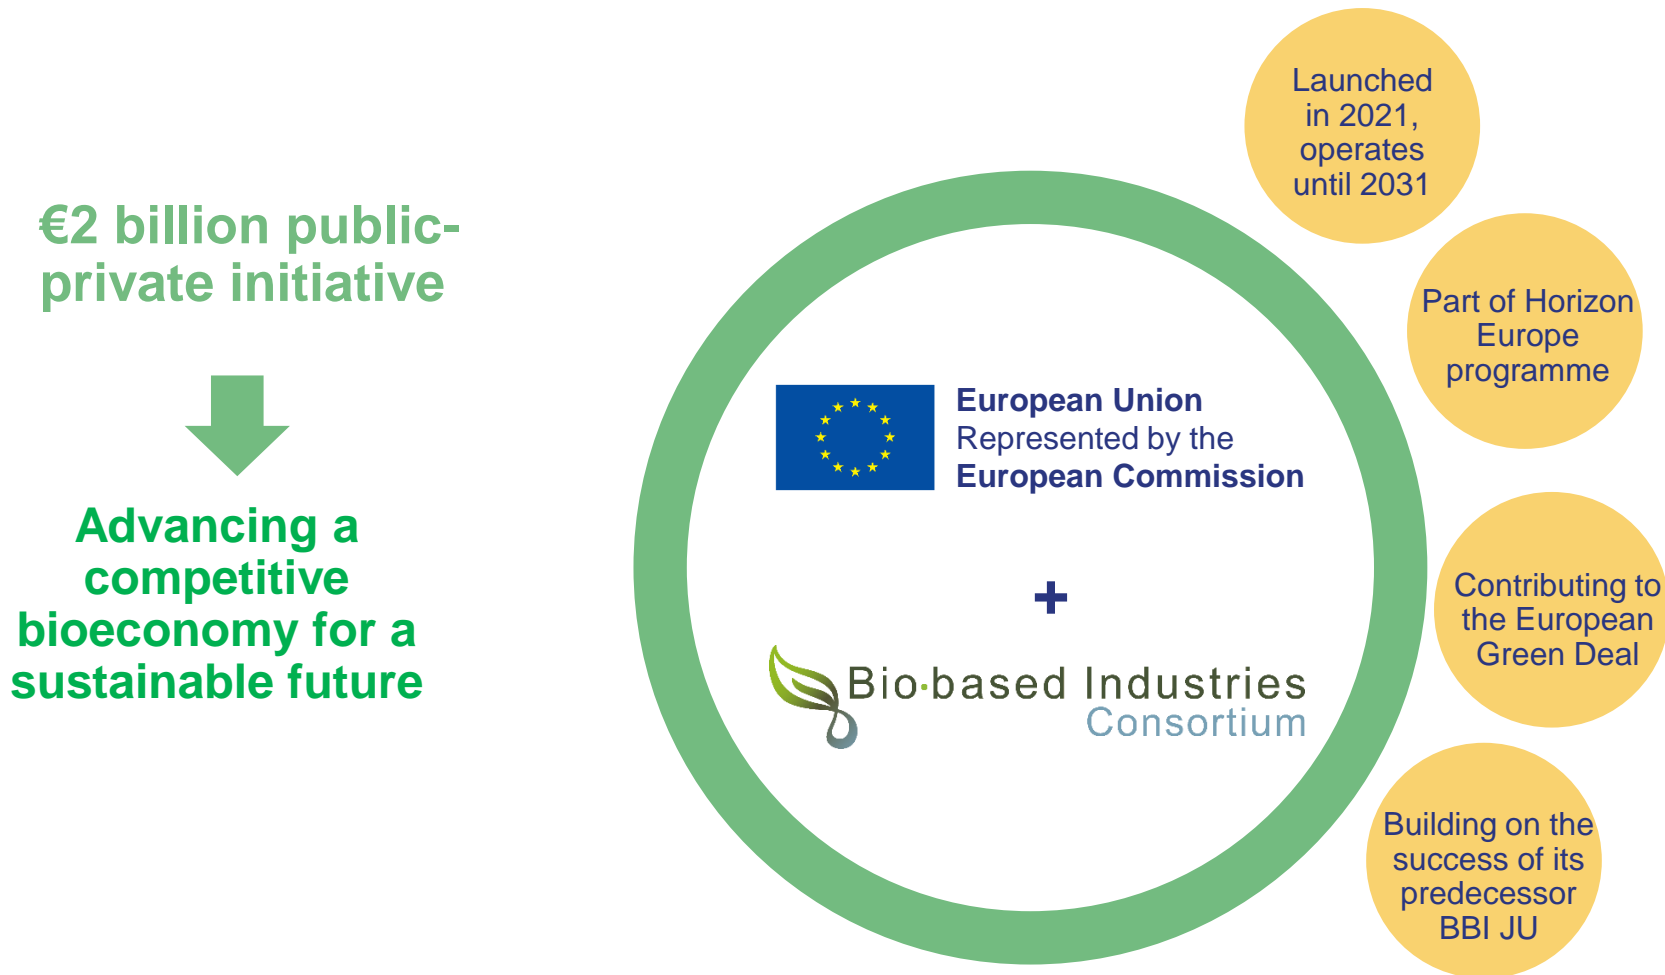 €2 billion public-
private initiative
Advancing a
competitive
bioeconomy for a
sustainable future
European Union
Represented by the
European Commission
+
Bio-based Industries
Consortium
Launched
in 2021,
operates
until 2031
Part of Horizon
Europe
programme
Contributing to
the European
Green Deal
Building on the
success of its
predecessor
BBI JU